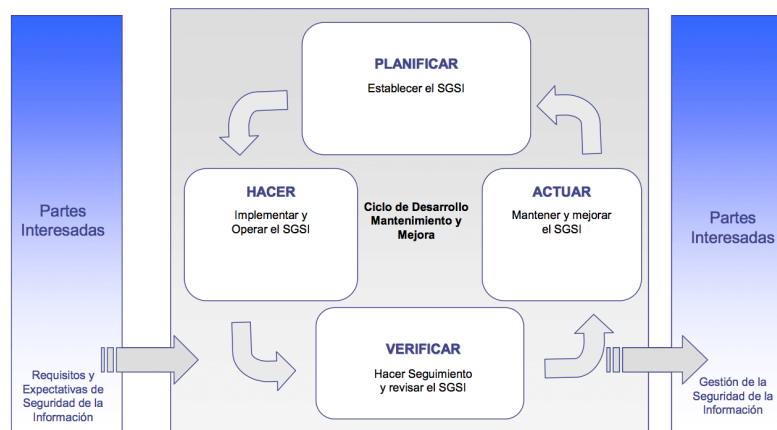 PLANIFICAR
Establecer el SGSI
HACER
Implementar y
Operar el SGSI
Ciclo de Desarrollo
Mantenimiento y
Mejora
ACTUAR
Mantener y mejorar
el SGSI
VERIFICAR
Hacer Seguimiento
y revisar el SGSI
Partes
Interesadas
Requisitos y
Expectativas de
Seguridad de la
Información
Partes
Interesadas
Gestión de la
Seguridad de la
Información